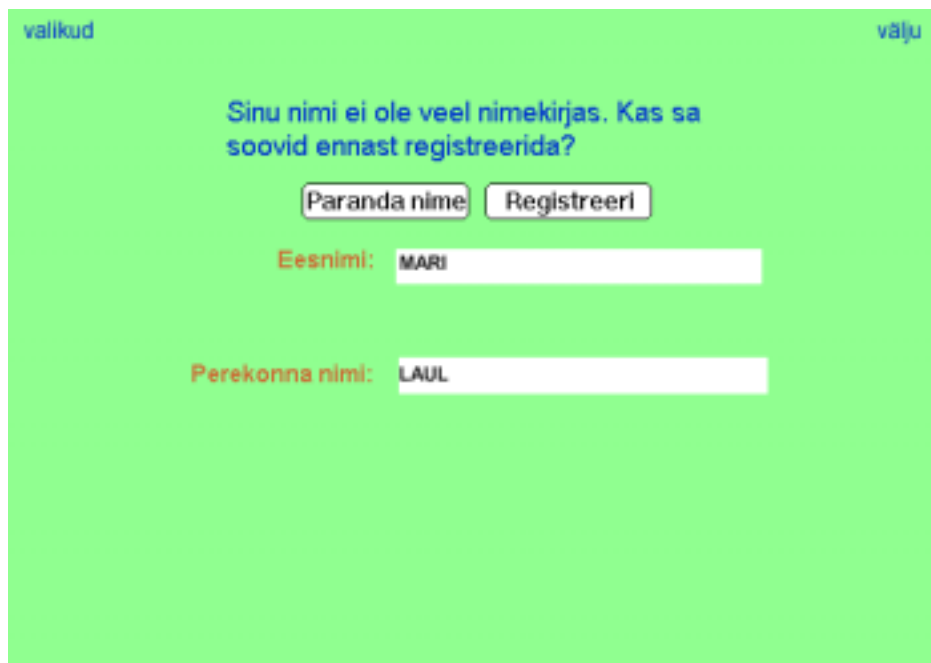 valikud välju
Sinu nimi ei ole veel nimekirjas. Kas sa
soovid ennast registreerida?
Paranda nime Registreeri
Eesnimi: MARI
Perekonna nimi: LAUL